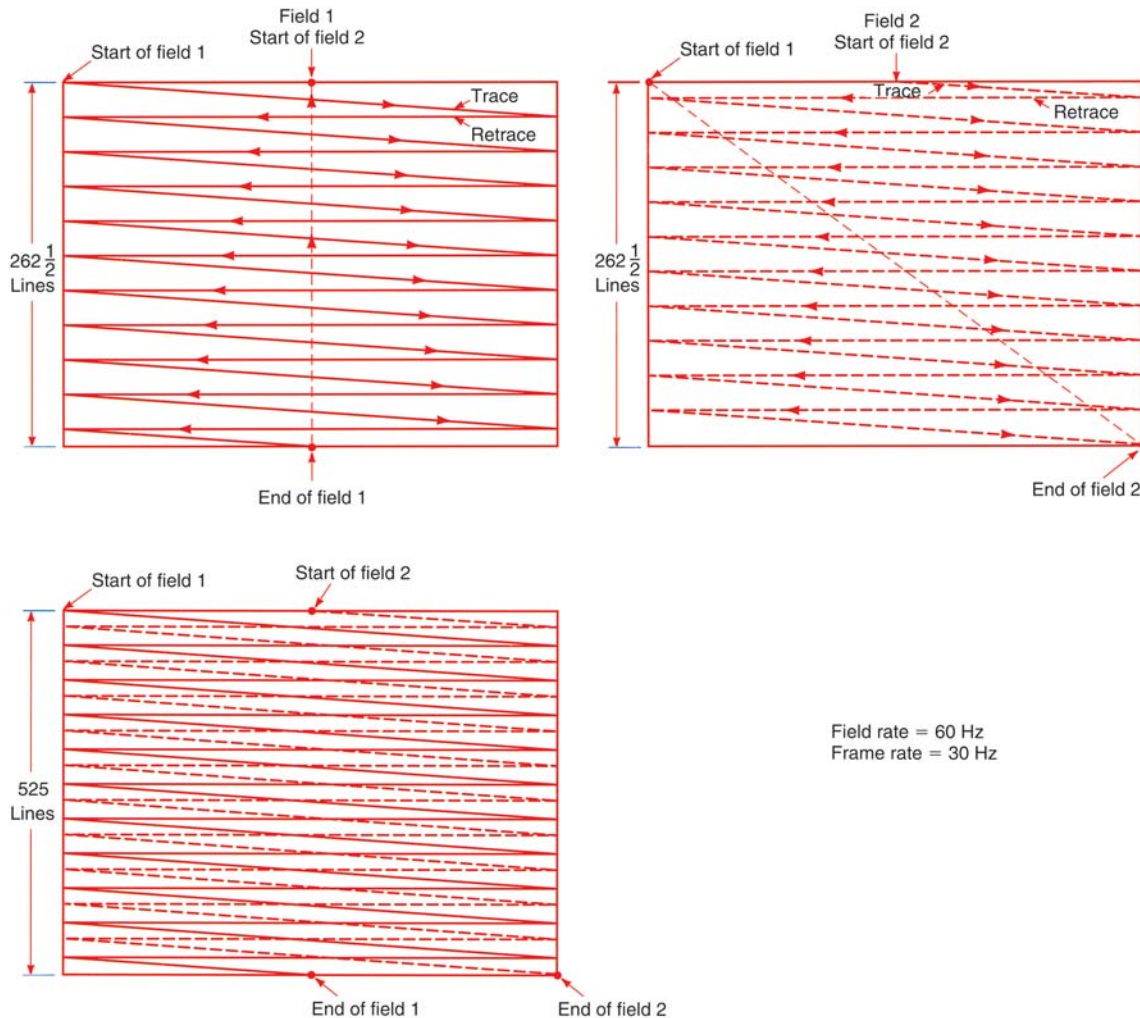 Field 1
Start of field 2
Start of field 1
Trace
Retrace
262 1/2
Lines
End of field 1
Field 2
Start of field 2
Start of field 1
Trace
Retrace
262 1/2
Lines
End of field 2
Start of field 1
Start of field 2
525
Lines
End of field 1
End of field 2
Field rate = 60 Hz
Frame rate = 30 Hz